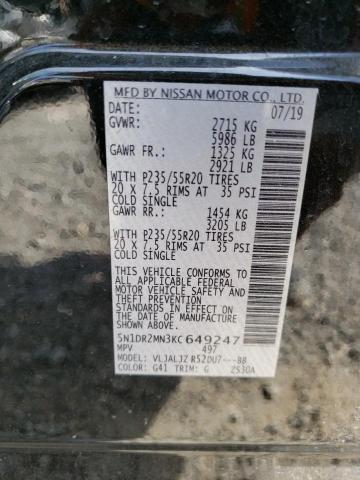 MFD BY NISSAN MOTOR CO., LTD.
DATE: 07/19
GVWR: 2715 KG
5986 LB
GAWR FR.: 1325 KG
2921 LB
WITH P235/55R20 TIRES
20 X 7.5 RIMS AT 35 PSI
COLD SINGLE
GAWR RR.: 1454 KG
3205 LB
WITH P235/55R20 TIRES
20 X 7.5 RIMS AT 35 PSI
COLD SINGLE
THIS VEHICLE CONFORMS TO ALL
APPLICABLE FEDERAL
MOTOR VEHICLE SAFETY STANDARDS
IN EFFECT ON THE DATE OF
MANUFACTURE SHOWN ABOVE.
5N1DR2MN3KC649247
MPV 497
MODEL: VLJALJZ R52DU7---BB
COLOR: G41 TRIM: G ZS30A